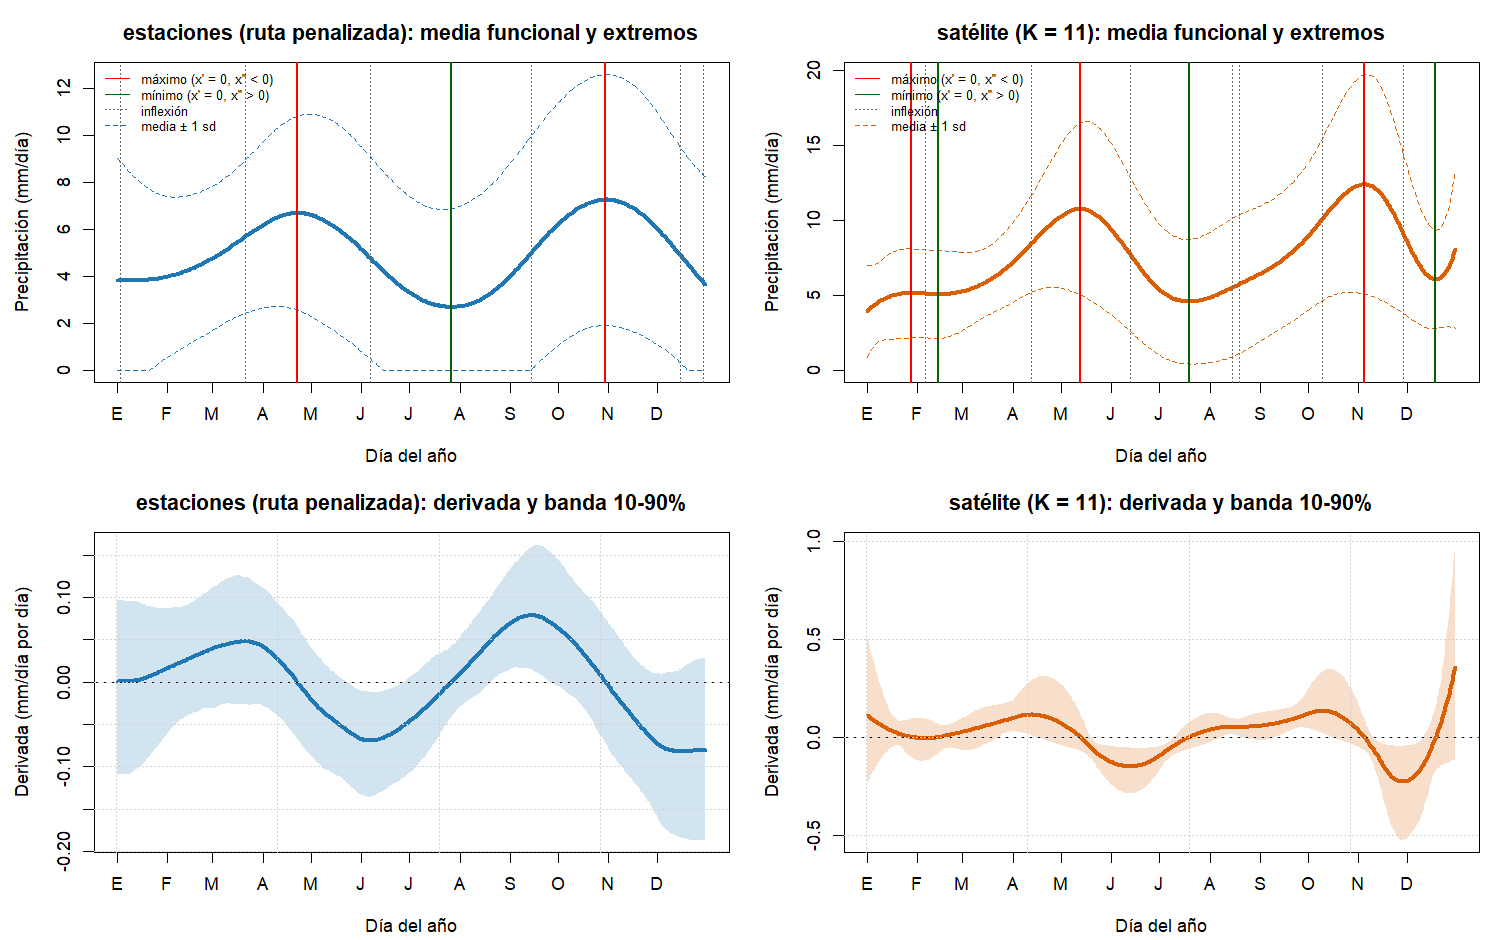 estaciones (ruta penalizada): media funcional y extremos
máximo (x' = 0, x" < 0)
mínimo (x' = 0, x" > 0)
inflexión
media ± 1 sd
Precipitación (mm/día)
0 2 4 6 8 10 12
E F M A M J J A S O N D
Día del año
satélite (K = 11): media funcional y extremos
máximo (x' = 0, x" < 0)
mínimo (x' = 0, x" > 0)
inflexión
media ± 1 sd
Precipitación (mm/día)
0 5 10 15 20
E F M A M J J A S O N D
Día del año
estaciones (ruta penalizada): derivada y banda 10-90%
Derivada (mm/día por día)
-0.20 -0.10 0.00 0.10
E F M A M J J A S O N D
Día del año
satélite (K = 11): derivada y banda 10-90%
Derivada (mm/día por día)
-0.5 0.0 0.5 1.0
E F M A M J J A S O N D
Día del año